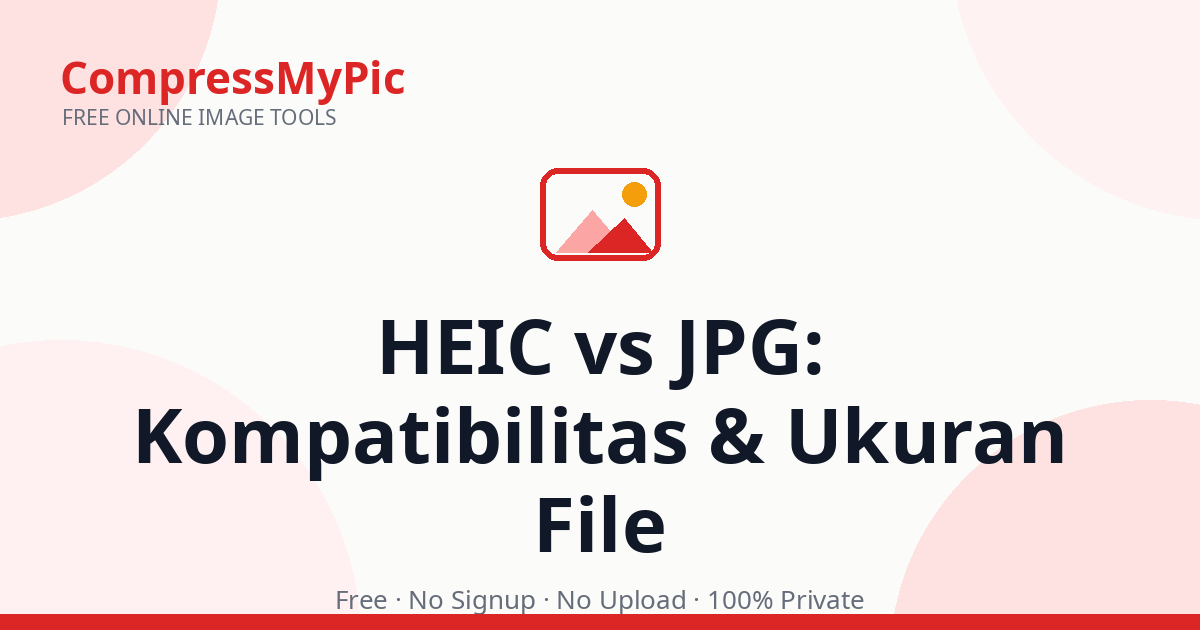 CompressMyPic
FREE ONLINE IMAGE TOOLS
HEIC vs JPG:
Kompatibilitas & Ukuran
File
Free · No Signup · No Upload · 100% Private